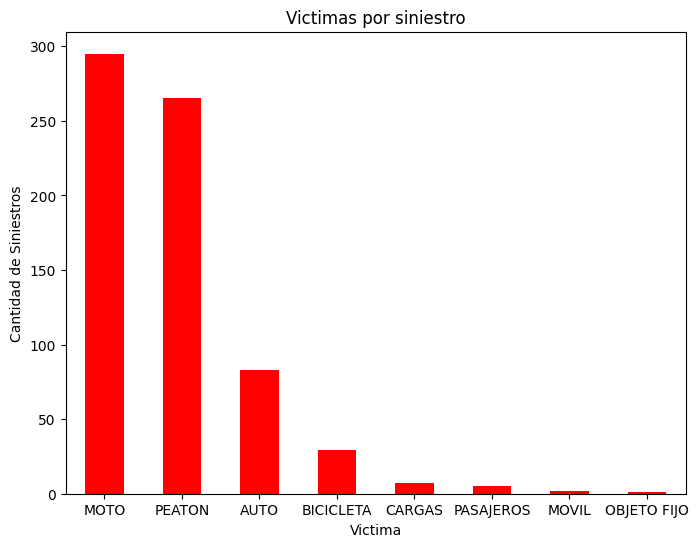 Victimas por siniestro
Cantidad de Siniestros
300
250
200
150
100
50
0
MOTO PEATON AUTO BICICLETA CARGAS PASAJEROS MOVIL OBJETO FIJO
Victima